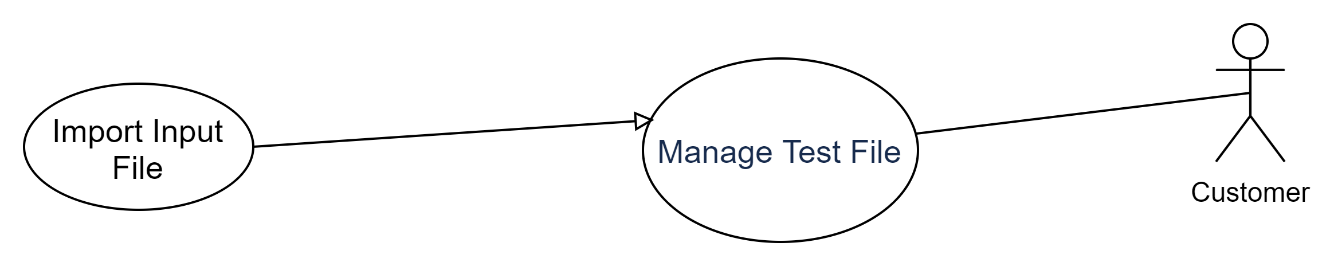 Import Input
File
Manage Test File
Customer